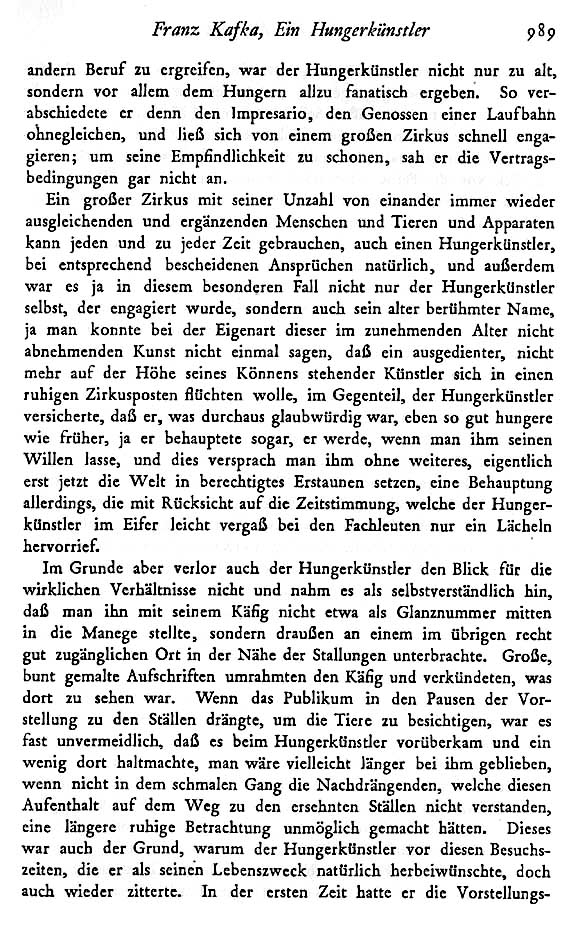 Franz Kafka, Ein Hungerkünstler 989
andern Beruf zu ergreifen, war der Hungerkünstler nicht nur zu alt,
sondern vor allem dem Hungern allzu fanatisch ergeben. So ver-
abschiedete er denn den Impresario, den Genossen einer Laufbahn
ohnegleichen, und ließ sich von einem großen Zirkus schnell enga-
gieren; um seine Empfindlichkeit zu schonen, sah er die Vertrags-
bedingungen gar nicht an.
Ein großer Zirkus mit seiner Unzahl von einander immer wieder
ausgleichenden und ergänzenden Menschen und Tieren und Apparaten
kann jeden und zu jeder Zeit gebrauchen, auch einen Hungerkünstler,
bei entsprechend bescheidenen Ansprüchen natürlich, und außerdem
war es ja in diesem besonderen Fall nicht nur der Hungerkünstler
selbst, der engagiert wurde, sondern auch sein alter berühmter Name,
ja man konnte bei der Eigenart dieser im zunehmenden Alter nicht
abnehmenden Kunst nicht einmal sagen, daß ein ausgedienter, nicht
mehr auf der Höhe seines Könnens stehender Künstler sich in einen
ruhigen Zirkusposten flüchten wolle, im Gegenteil, der Hungerkünstler
versicherte, daß er, was durchaus glaubwürdig war, eben so gut hungere
wie früher, ja er behauptete sogar, er werde, wenn man ihm seinen
Willen lasse, und dies versprach man ihm ohne weiteres, eigentlich
erst jetzt die Welt in berechtigtes Erstaunen setzen, eine Behauptung
allerdings, die mit Rücksicht auf die Zeitstimmung, welche der Hunger-
künstler im Eifer leicht vergaß bei den Fachleuten nur ein Lächeln
hervorrief.
Im Grunde aber verlor auch der Hungerkünstler den Blick für die
wirklichen Verhältnisse nicht und nahm es als selbstverständlich hin,
daß man ihn mit seinem Käfig nicht etwa als Glanznummer mitten
in die Manege stellte, sondern draußen an einem im übrigen recht
gut zugänglichen Ort in der Nähe der Stallungen unterbrachte. Große,
bunt gemalte Aufschriften umrahmten den Käfig und verkündeten, was
dort zu sehen war. Wenn das Publikum in den Pausen der Vor-
stellung zu den Ställen drängte, um die Tiere zu besichtigen, war es
fast unvermeidlich, daß es beim Hungerkünstler vorüberkam und ein
wenig dort haltmachte, man wäre vielleicht länger bei ihm geblieben,
wenn nicht in dem schmalen Gang die Nachdrängenden, welche diesen
Aufenthalt auf dem Weg zu den ersehnten Ställen nicht verstanden,
eine längere ruhige Betrachtung unmöglich gemacht hätten. Dieses
war auch der Grund, warum der Hungerkünstler vor diesen Besuchs-
zeiten, die er als seinen Lebenszweck natürlich herbeiwünschte, doch
auch wieder zitterte. In der ersten Zeit hatte er die Vorstellungs-